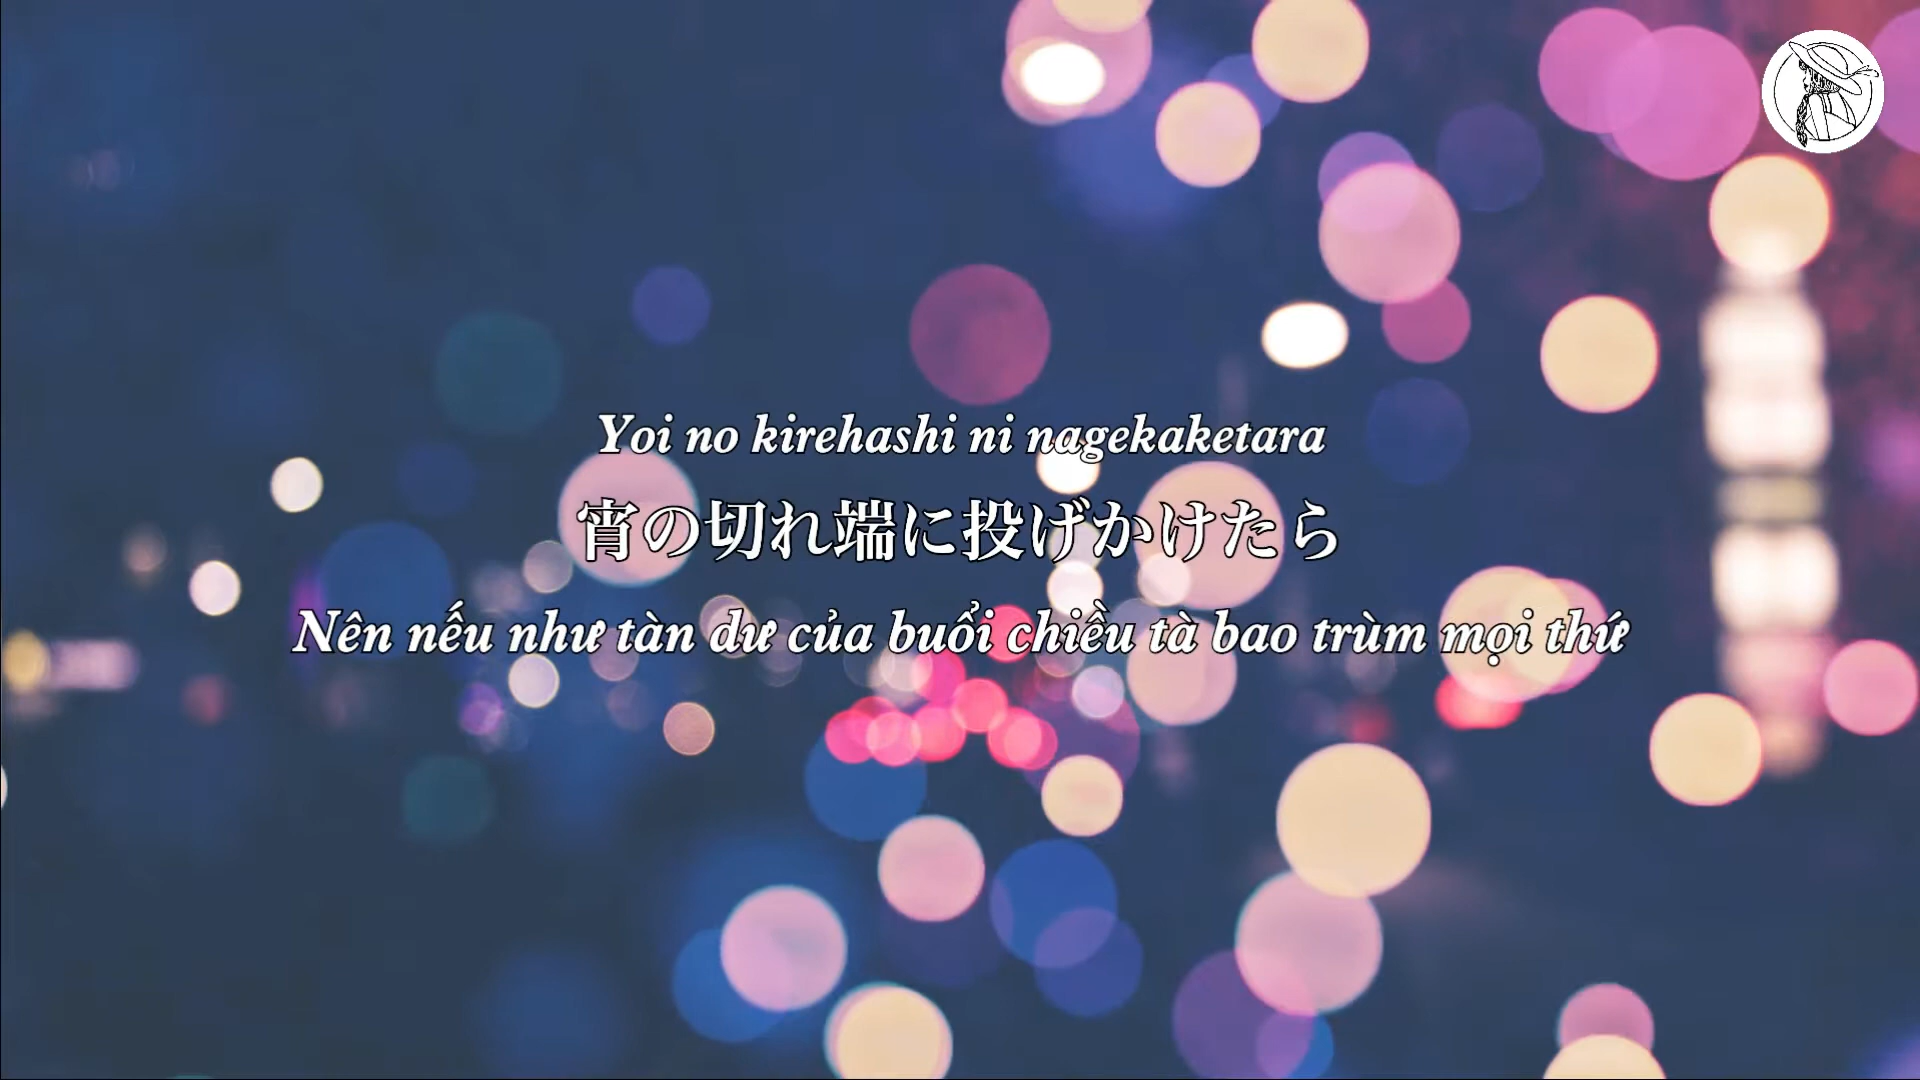 Yoi no kirehashi ni nagekaketara
宵の切れ端に投げかけたら
Nên nếu như tàn dư của buổi chiều tà bao trùm mọi thứ